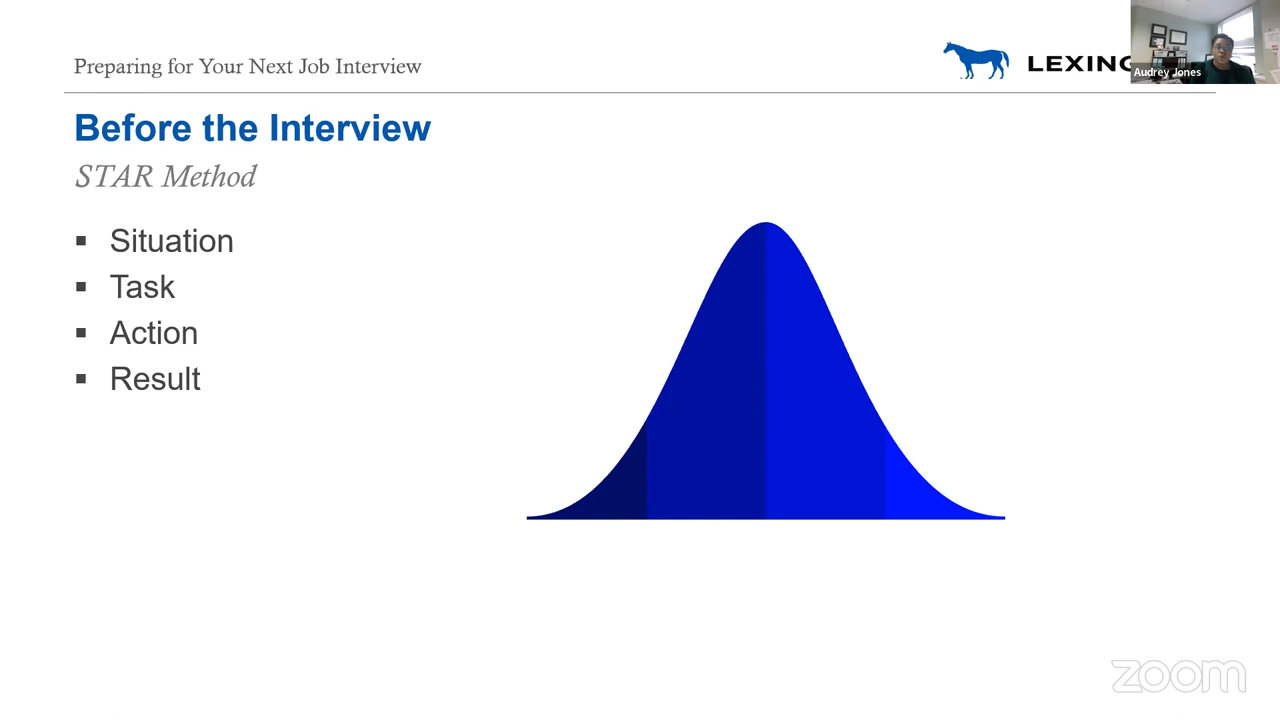 Preparing for Your Next Job Interview
LEXING
Audrey Jones
Before the Interview
STAR Method
▪ Situation
▪ Task
▪ Action
▪ Result
zoom